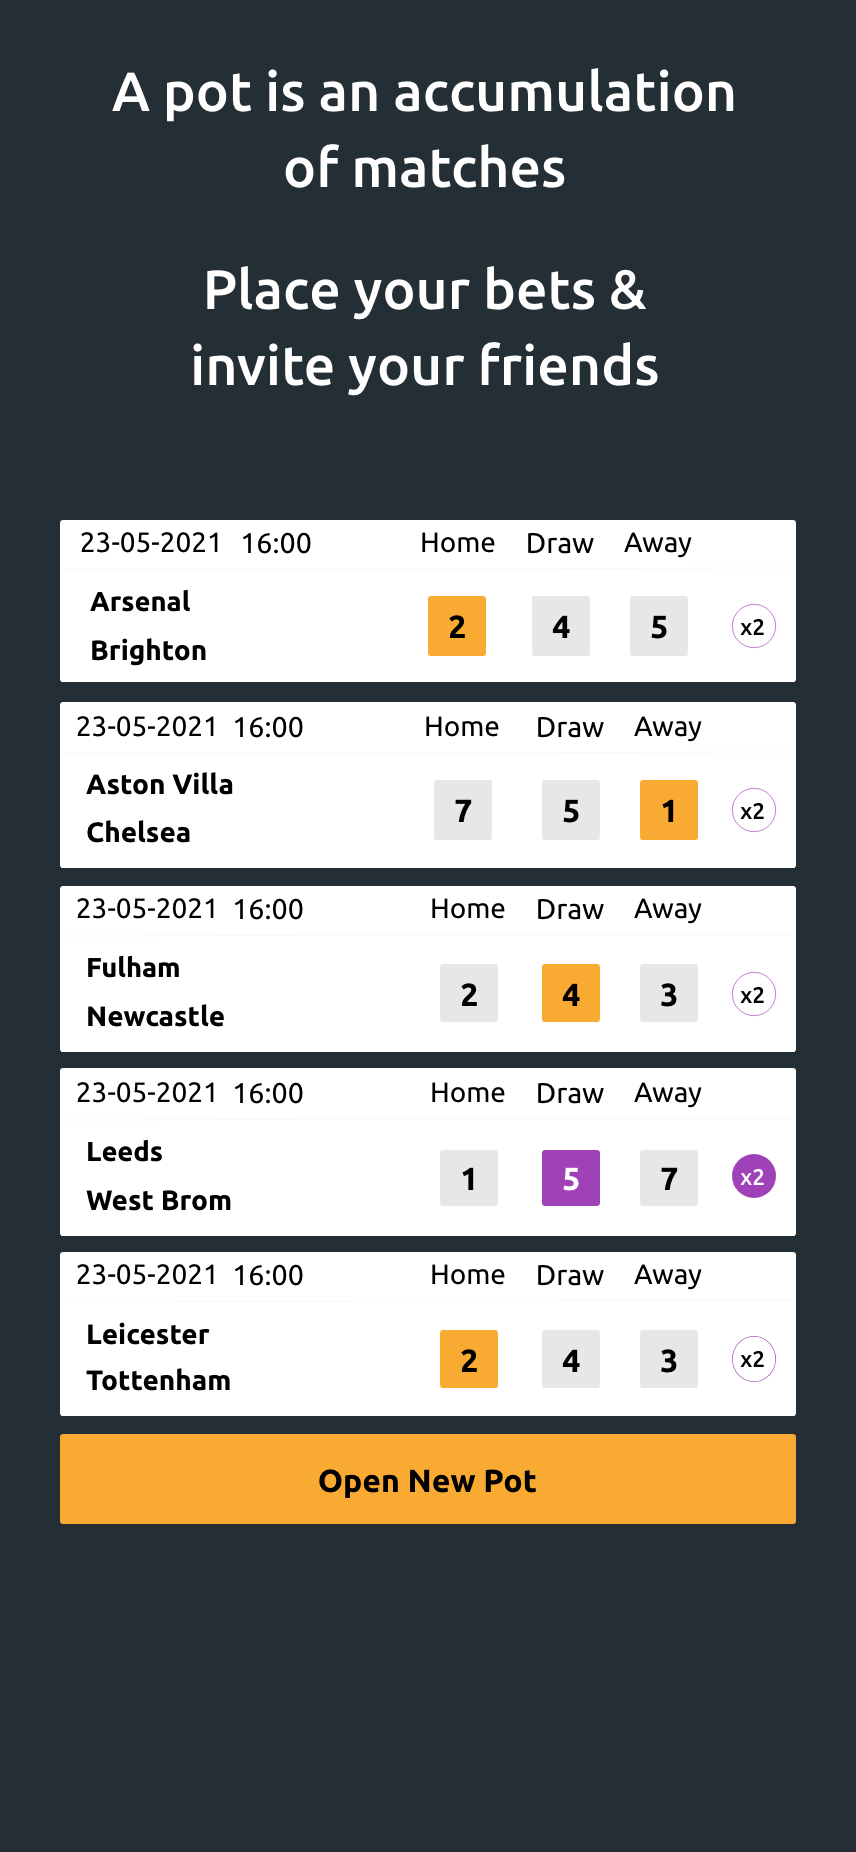 A pot is an accumulation
of matches
Place your bets &
invite your friends
23-05-2021 16:00 Home Draw Away
Arsenal
Brighton
2 4 5 x2
23-05-2021 16:00 Home Draw Away
Aston Villa
Chelsea
7 5 1 x2
23-05-2021 16:00 Home Draw Away
Fulham
Newcastle
2 4 3 x2
23-05-2021 16:00 Home Draw Away
Leeds
West Brom
1 5 7 x2
23-05-2021 16:00 Home Draw Away
Leicester
Tottenham
2 4 3 x2
Open New Pot